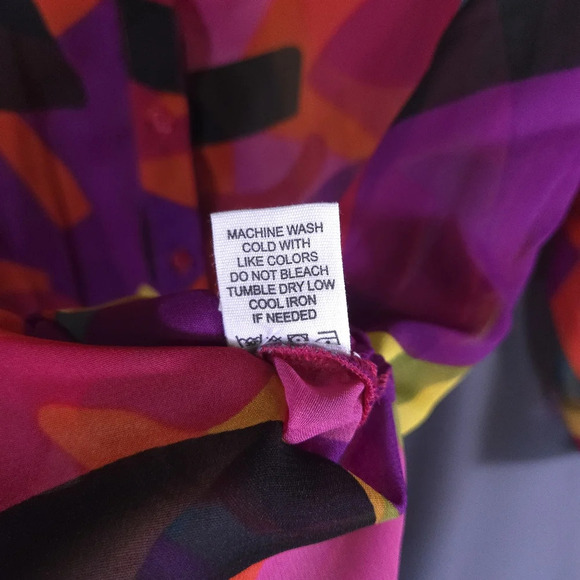 MACHINE WASH
COLD WITH
LIKE COLORS
DO NOT BLEACH
TUMBLE DRY LOW
COOL IRON
IF NEEDED